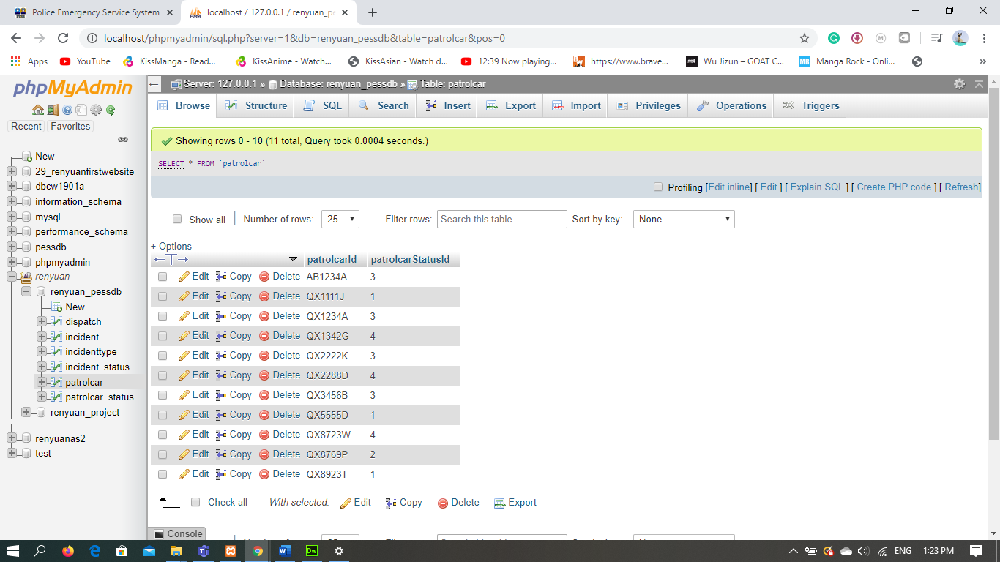 Police Emergency Service System
localhost / 127.0.0.1 / renyuan_pe
localhost/phpmyadmin/sql.php?server=1&db=renyuan_pessdb&table=patrolcar&pos=0
Apps YouTube KissManga - Read... KissAnime - Watch... KissAsian - Watch d... 12:39 Now playing... https://www.brave... Wu Jizun – GOAT C... MR Manga Rock - Onli... »
phpMyAdmin
Recent Favorites
New
29_renyuanfirstwebsite
dbcw1901a
information_schema
mysql
performance_schema
pessdb
phpmyadmin
renyuan
renyuan_pessdb
New
dispatch
incident
incidenttype
incident_status
patrolcar
patrolcar_status
renyuan_project
renyuanas2
test
Server: 127.0.0.1 » Database: renyuan_pessdb » Table: patrolcar
Browse Structure SQL Search Insert Export Import Privileges Operations Triggers
Showing rows 0 - 10 (11 total, Query took 0.0004 seconds.)
SELECT * FROM `patrolcar`
Profiling [Edit inline] [ Edit ] [ Explain SQL ] [ Create PHP code ] [ Refresh]
Show all Number of rows: 25 Filter rows: Search this table Sort by key: None
+ Options
patrolcarId patrolcarStatusId
Edit Copy Delete AB1234A 3
Edit Copy Delete QX1111J 1
Edit Copy Delete QX1234A 3
Edit Copy Delete QX1342G 4
Edit Copy Delete QX2222K 3
Edit Copy Delete QX2288D 4
Edit Copy Delete QX3456B 3
Edit Copy Delete QX5555D 1
Edit Copy Delete QX8723W 4
Edit Copy Delete QX8769P 2
Edit Copy Delete QX8923T 1
Check all With selected: Edit Copy Delete Export
Console
ENG 1:23 PM